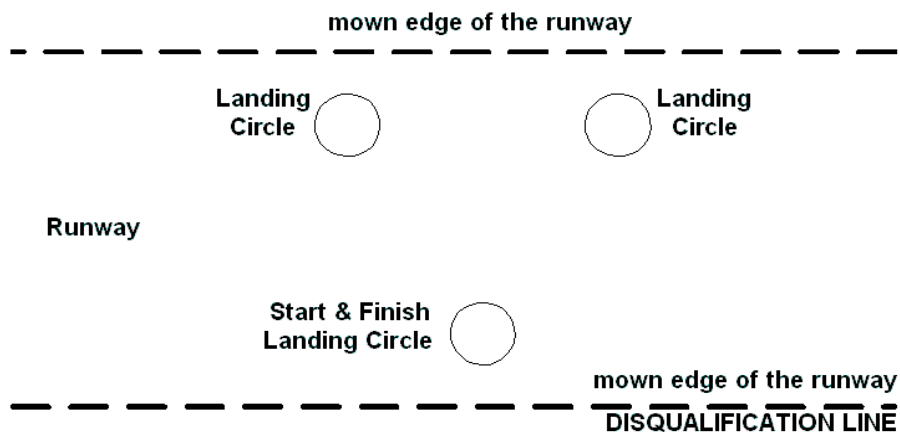 mown edge of the runway
Landing
Circle
Landing
Circle
Runway
Start & Finish
Landing Circle
mown edge of the runway
DISQUALIFICATION LINE